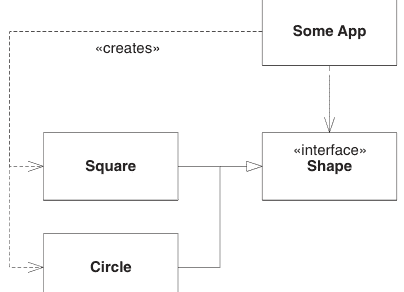 Some App
«creates»
«interface»
Shape
Square
Circle